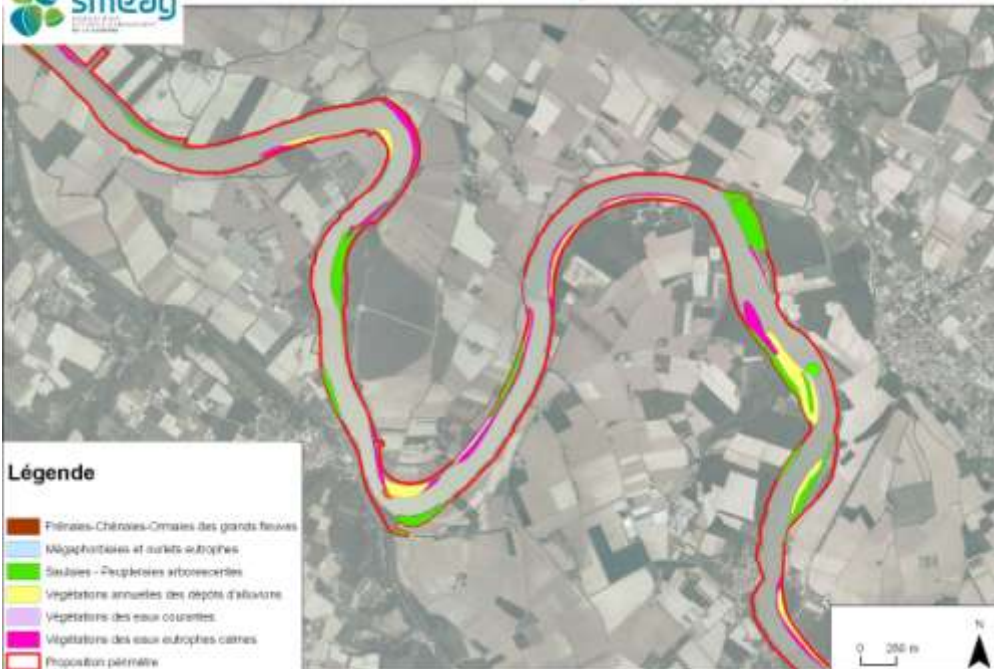 smeag
Légende
Frênaies-Chênaies-Ormaies des grands fleuves
Mégaphorbiaies et ourlets eutrophes
Saulaies - Peupleraies arborescentes
Végétations annuelles des dépôts d'alluvions
Végétations des eaux courantes
Végétations des eaux eutrophes calmes
Proposition périmètre
N
0 250 m